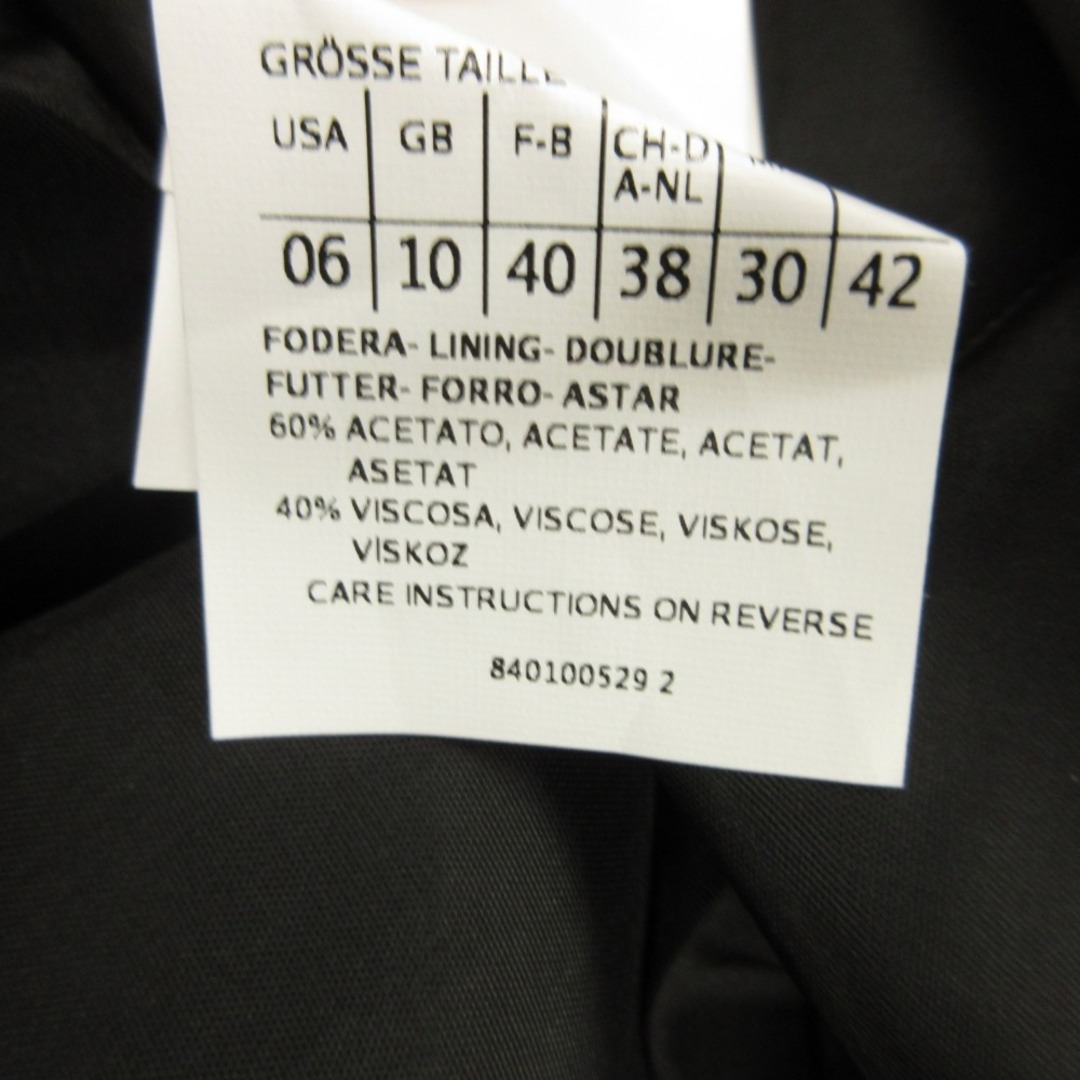 GRÖSSE TAILLE
USA GB F-B CH-D
A-NL
06 10 40 38 30 42
FODERA- LINING- DOUBLURE-
FUTTER- FORRO- ASTAR
60% ACETATO, ACETATE, ACETAT,
ASETAT
40% VISCOSA, VISCOSE, VISKOSE,
VİSKOZ
CARE INSTRUCTIONS ON REVERSE
840100529 2